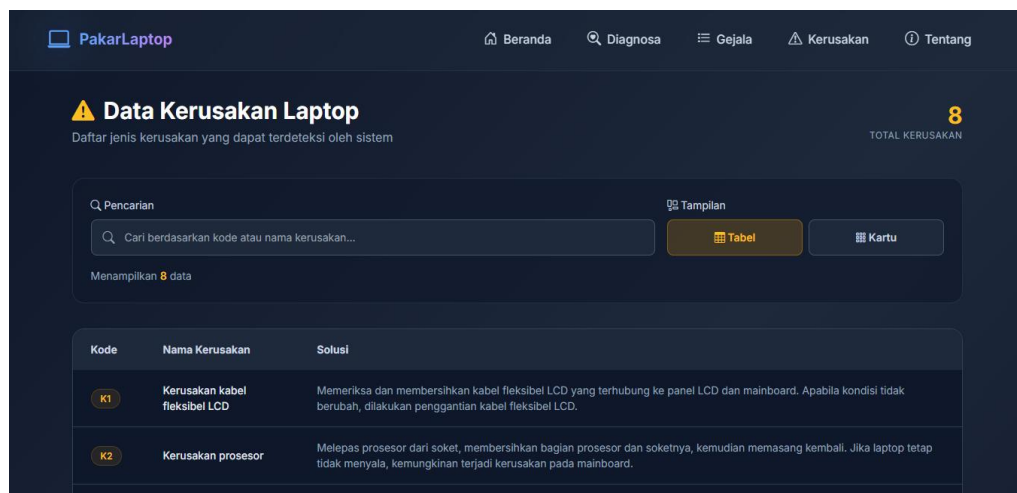 PakarLaptop
Beranda
Diagnosa
Gejala
Kerusakan
Tentang
Data Kerusakan Laptop
Daftar jenis kerusakan yang dapat terdeteksi oleh sistem
8
TOTAL KERUSAKAN
Pencarian
Cari berdasarkan kode atau nama kerusakan...
Menampilkan 8 data
Tampilan
Tabel
Kartu
Kode Nama Kerusakan Solusi
K1
Kerusakan kabel
fleksibel LCD
Memeriksa dan membersihkan kabel fleksibel LCD yang terhubung ke panel LCD dan mainboard. Apabila kondisi tidak
berubah, dilakukan penggantian kabel fleksibel LCD.
K2
Kerusakan prosesor
Melepas prosesor dari soket, membersihkan bagian prosesor dan soketnya, kemudian memasang kembali. Jika laptop tetap
tidak menyala, kemungkinan terjadi kerusakan pada mainboard.